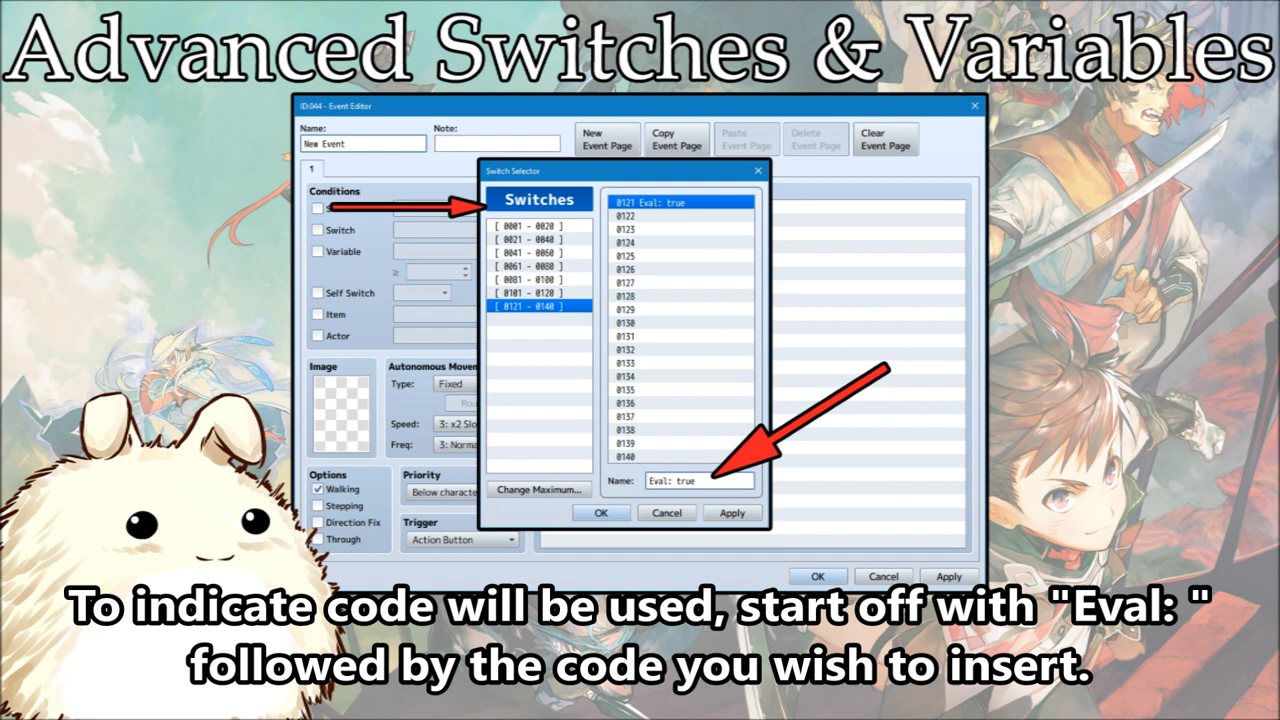 Advanced Switches & Variables
ID:044 - Event Editor
Name:
Note:
New Event
New
Event Page
Copy
Event Page
Paste
Event Page
Delete
Event Page
Clear
Event Page
1
Conditions
Switch
Variable
≥
Self Switch
Item
Actor
Image
Autonomous Movem
Type:
Fixed
Rou
Speed:
3: x2 Slo
Freq:
3: Norma
Options
Walking
Stepping
Direction Fix
Through
Priority
Below characte
Trigger
Action Button
Switch Selector
Switches
[ 0001 - 0020 ]
[ 0021 - 0040 ]
[ 0041 - 0060 ]
[ 0061 - 0080 ]
[ 0081 - 0100 ]
[ 0101 - 0120 ]
[ 0121 - 0140 ]
Change Maximum...
0121 Eval: true
0122
0123
0124
0125
0126
0127
0128
0129
0130
0131
0132
0133
0134
0135
0136
0137
0138
0139
0140
Name:
Eval: true
OK
Cancel
Apply
OK
Cancel
Apply
To indicate code will be used, start off with "Eval: "
followed by the code you wish to insert.